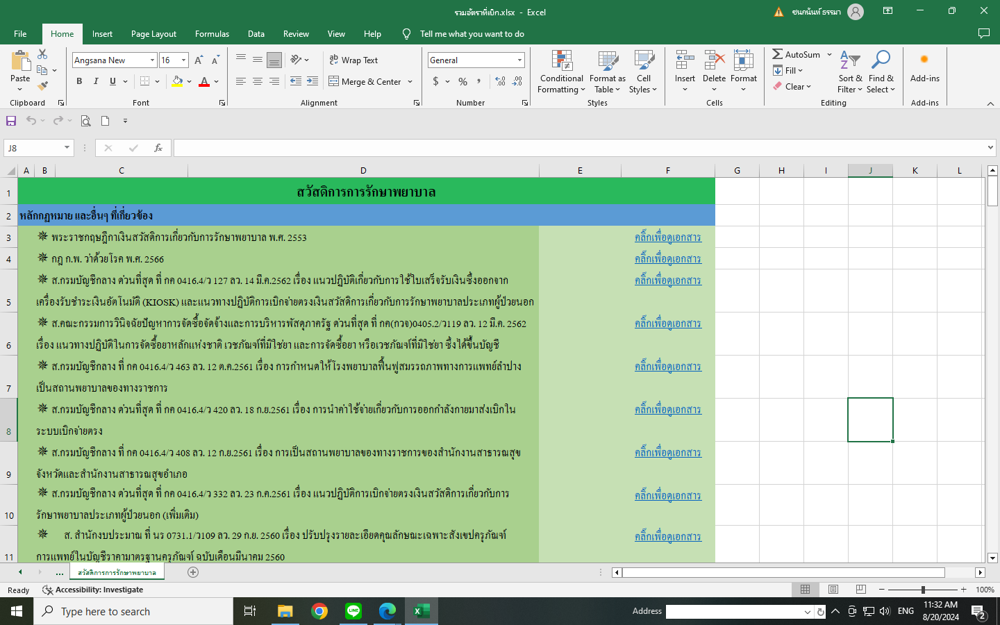 รวมอัตราที่เบิก.xlsx - Excel
ชนกนันท์ ธรรมา
File Home Insert Page Layout Formulas Data Review View Help Tell me what you want to do
Paste
Clipboard
Angsana New 16
B I U
Font
Wrap Text
Merge & Center
Alignment
General
$ % ,
Number
Conditional Formatting
Format as Table
Cell Styles
Styles
Insert Delete Format
Cells
AutoSum
Fill
Clear
Sort & Filter
Find & Select
Editing
Add-ins
Add-ins
J8 fx
A B C D E F G H I J K L
1 สวัสดิการการรักษาพยาบาล
2 หลักกฏหมาย และอื่นๆ ที่เกี่ยวข้อง
3 พระราชกฤษฎีกาเงินสวัสดิการเกี่ยวกับการรักษาพยาบาล พ.ศ. 2553 คลิ๊กเพื่อดูเอกสาร
4 กฎ ก.พ. ว่าด้วยโรค พ.ศ. 2566 คลิ๊กเพื่อดูเอกสาร
ส.กรมบัญชีกลาง ด่วนที่สุด ที่ กค 0416.4/ว 127 ลว. 14 มี.ค.2562 เรื่อง แนวปฏิบัติเกี่ยวกับการใช้ใบเสร็จรับเงินซึ่งออกจาก คลิ๊กเพื่อดูเอกสาร
5 เครื่องรับชำระเงินอัตโนมัติ (KIOSK) และแนวทางปฏิบัติการเบิกจ่ายตรงเงินสวัสดิการเกี่ยวกับการรักษาพยาบาลประเภทผู้ป่วยนอก
ส.คณะกรรมการวินิจฉัยปัญหาการจัดซื้อจัดจ้างและการบริหารพัสดุภาครัฐ ด่วนที่สุด ที่ กค(กวจ)0405.2/ว119 ลว. 12 มี.ค. 2562 คลิ๊กเพื่อดูเอกสาร
6 เรื่อง แนวทางปฏิบัติในการจัดซื้อยาหลักแห่งชาติ เวชภัณฑ์ที่มิใช่ยา และการจัดซื้อยา หรือเวชภัณฑ์ที่มิใช่ยา ซึ่งได้ขึ้นบัญชี
ส.กรมบัญชีกลาง ที่ กค 0416.4/ว 463 ลว. 12 ต.ค.2561 เรื่อง การกำหนดให้โรงพยาบาลฟื้นฟูสมรรถภาพทางการแพทย์ลำปาง คลิ๊กเพื่อดูเอกสาร
7 เป็นสถานพยาบาลของทางราชการ
ส.กรมบัญชีกลาง ด่วนที่สุด ที่ กค 0416.4/ว 420 ลว. 18 ก.ย.2561 เรื่อง การนำค่าใช้จ่ายเกี่ยวกับการออกกำลังกายมาส่งเบิกใน คลิ๊กเพื่อดูเอกสาร
8 ระบบเบิกจ่ายตรง
ส.กรมบัญชีกลาง ที่ กค 0416.4/ว 408 ลว. 12 ก.ย.2561 เรื่อง การเป็นสถานพยาบาลของทางราชการของสำนักงานสาธารณสุข คลิ๊กเพื่อดูเอกสาร
9 จังหวัดและสำนักงานสาธารณสุขอำเภอ
ส.กรมบัญชีกลาง ด่วนที่สุด ที่ กค 0416.4/ว 332 ลว. 23 ก.ค.2561 เรื่อง แนวปฏิบัติการเบิกจ่ายตรงเงินสวัสดิการเกี่ยวกับการ คลิ๊กเพื่อดูเอกสาร
10 รักษาพยาบาลประเภทผู้ป่วยนอก (เพิ่มเติม)
ส. สำนักงบประมาณ ที่ นร 0731.1/ว109 ลว. 29 ก.ย. 2560 เรื่อง ปรับปรุงรายละเอียดคุณลักษณะเฉพาะสังเขปครุภัณฑ์ คลิ๊กเพื่อดูเอกสาร
11 การแพทย์ในบัญชีราคามาตรฐานครุภัณฑ์ ฉบับเดือนมีนาคม 2560
... สวัสดิการการรักษาพยาบาล
Ready Accessibility: Investigate 100%
Type here to search
Address
ENG
11:32 AM
8/20/2024
2